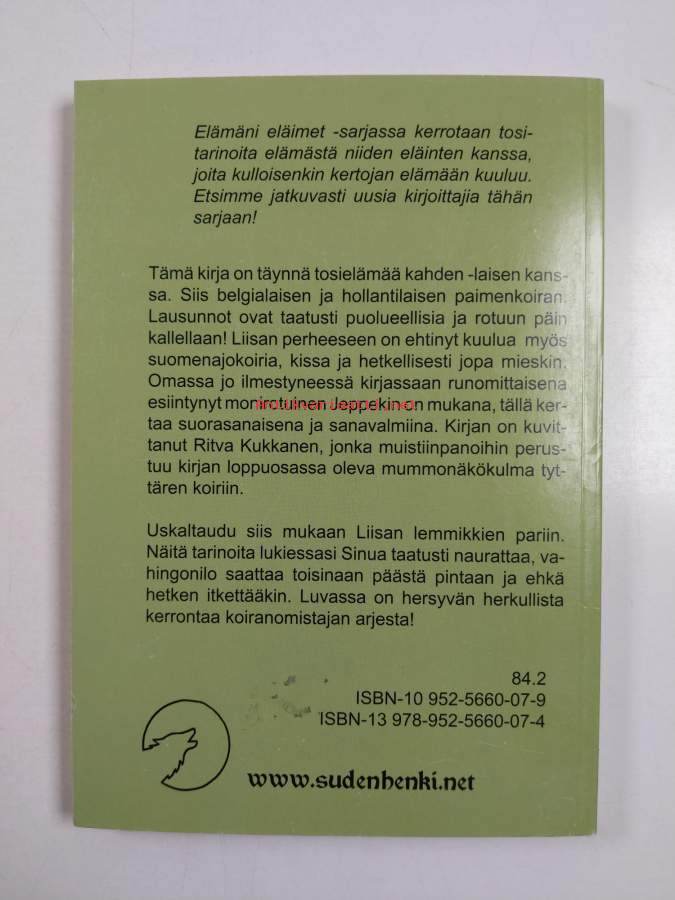 Elämäni eläimet -sarjassa kerrotaan tosi-
tarinoita elämästä niiden eläinten kanssa,
joita kulloisenkin kertojan elämään kuuluu.
Etsimme jatkuvasti uusia kirjoittajia tähän
sarjaan!
Tämä kirja on täynnä tosielämää kahden -laisen kans-
sa. Siis belgialaisen ja hollantilaisen paimenkoiran.
Lausunnot ovat taatusti puolueellisia ja rotuun päin
kallellaan! Liisan perheeseen on ehtinyt kuulua myös
suomenajokoiria, kissa ja hetkellisesti jopa mieskin.
Omassa jo ilmestyneessä kirjassaan runomittaisena
esiintynyt monirotuinen Jeppekin on mukana, tällä ker-
taa suorasanaisena ja sanavalmiina. Kirjan on kuvit-
tanut Ritva Kukkanen, jonka muistiinpanoihin perus-
tuu kirjan loppuosassa oleva mummonäkökulma tyt-
tären koiriin.
Uskaltaudu siis mukaan Liisan lemmikkien pariin.
Näitä tarinoita lukiessasi Sinua taatusti naurattaa, va-
hingonilo saattaa toisinaan päästä pintaan ja ehkä
hetken itkettääkin. Luvassa on hersyvän herkullista
kerrontaa koiranomistajan arjesta!
84.2
ISBN-10 952-5660-07-9
ISBN-13 978-952-5660-07-4
www.sudenhenki.net